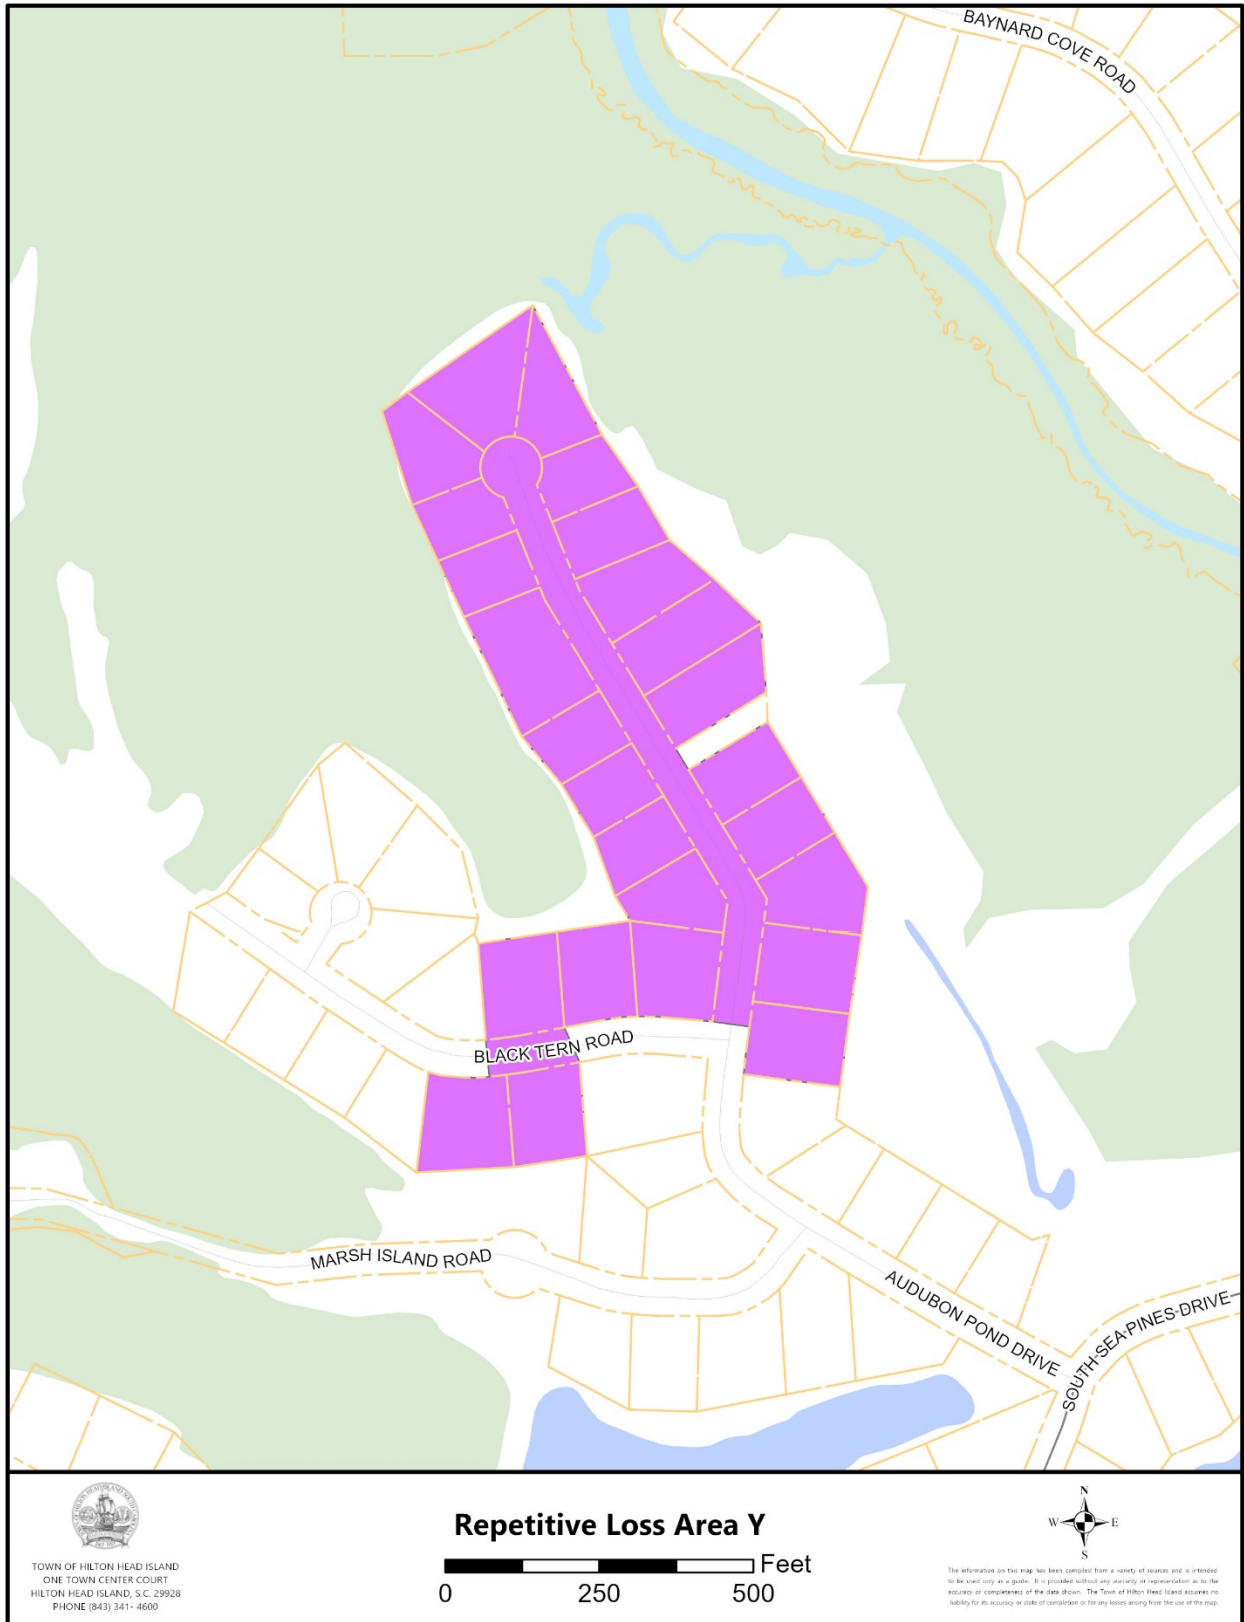 BAYNARD COVE ROAD
BLACK TERN ROAD
MARSH ISLAND ROAD
AUDUBON POND DRIVE
SOUTH SEA PINES DRIVE
TOWN OF HILTON HEAD ISLAND
ONE TOWN CENTER COURT
HILTON HEAD ISLAND, S.C. 29928
PHONE (843) 341- 4600
Repetitive Loss Area Y
Feet
0 250 500
N
W E
S
The information on this map has been compiled from a variety of sources and is intended
to be used only as a guide. It is provided without any warranty or representation as to the
accuracy or completeness of the data shown. The Town of Hilton Head Island assumes no
liability for its accuracy or state of completion or for any losses arising from the use of the map.